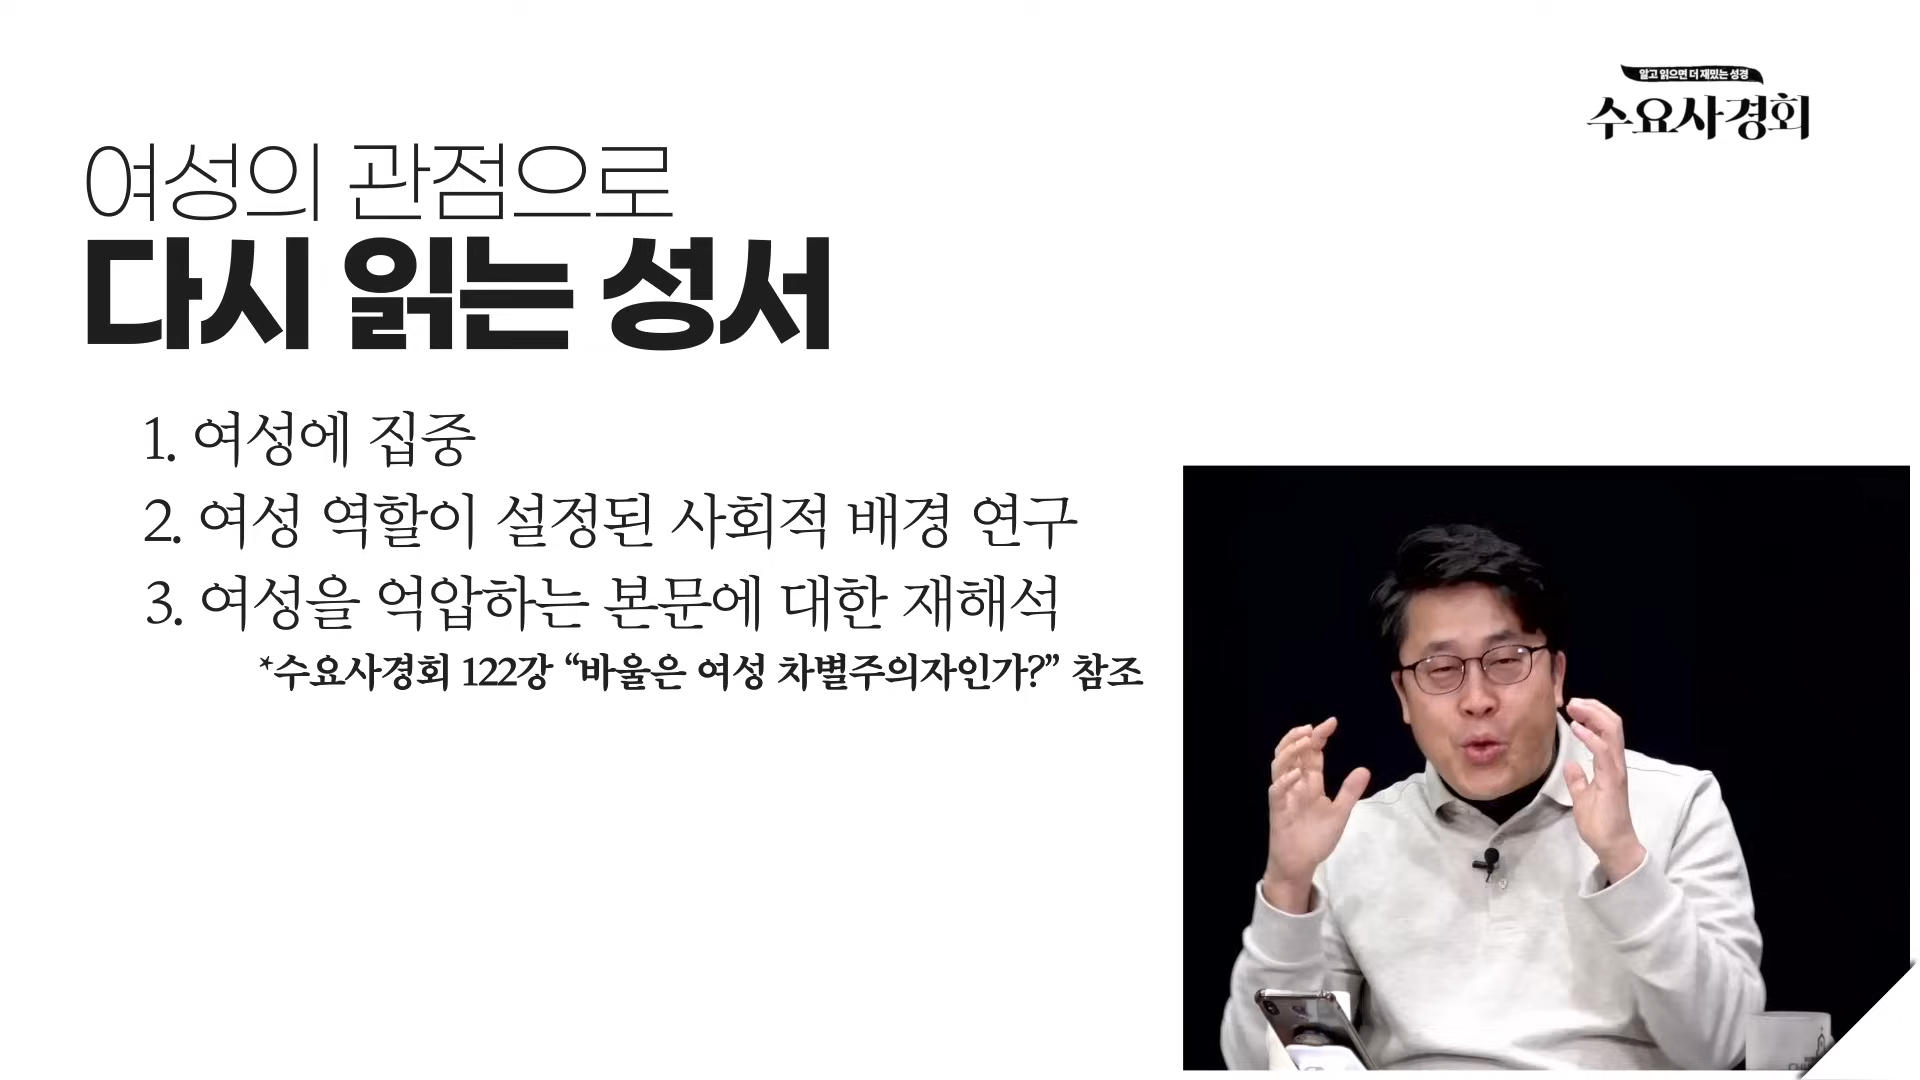 알고 읽으면 더 재밌는 성경
수요사경회
여성의 관점으로
다시 읽는 성서
1. 여성에 집중
2. 여성 역할이 설정된 사회적 배경 연구
3. 여성을 억압하는 본문에 대한 재해석
*수요사경회 122강 “바울은 여성 차별주의자인가?” 참조